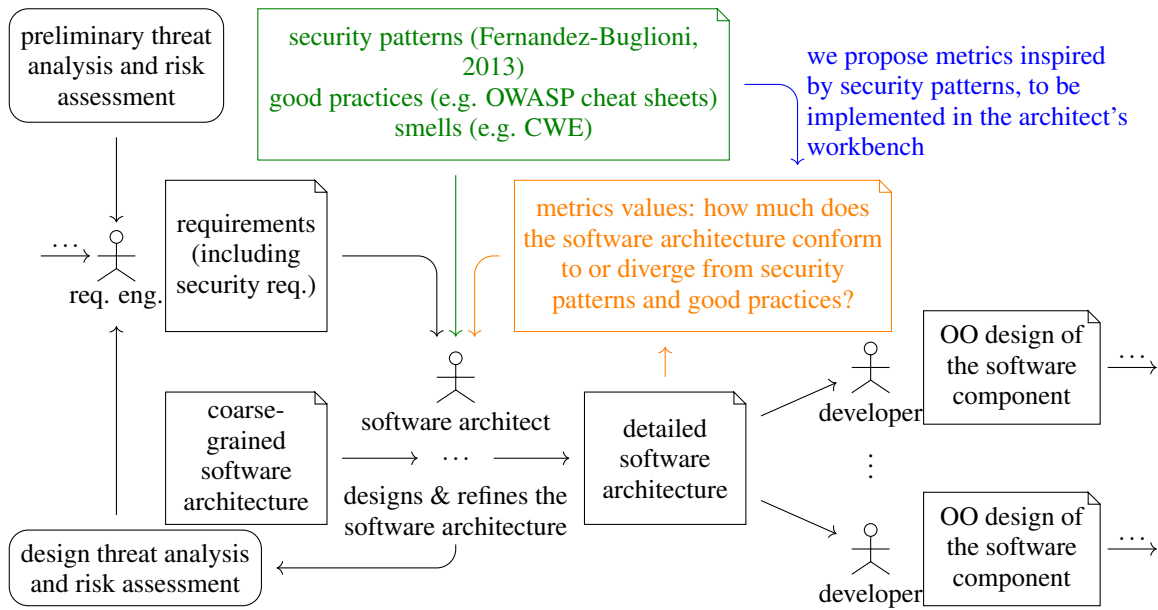 preliminary threat
analysis and risk
assessment
security patterns (Fernandez-Buglioni,
2013)
good practices (e.g. OWASP cheat sheets)
smells (e.g. CWE)
we propose metrics inspired
by security patterns, to be
implemented in the architect's
workbench
...
req. eng.
requirements
(including
security req.)
metrics values: how much does
the software architecture conform
to or diverge from security
patterns and good practices?
coarse-
grained
software
architecture
software architect
...
designs & refines the
software architecture
detailed
software
architecture
developer
OO design of
the software
component
...
...
developer
OO design of
the software
component
...
design threat analysis
and risk assessment